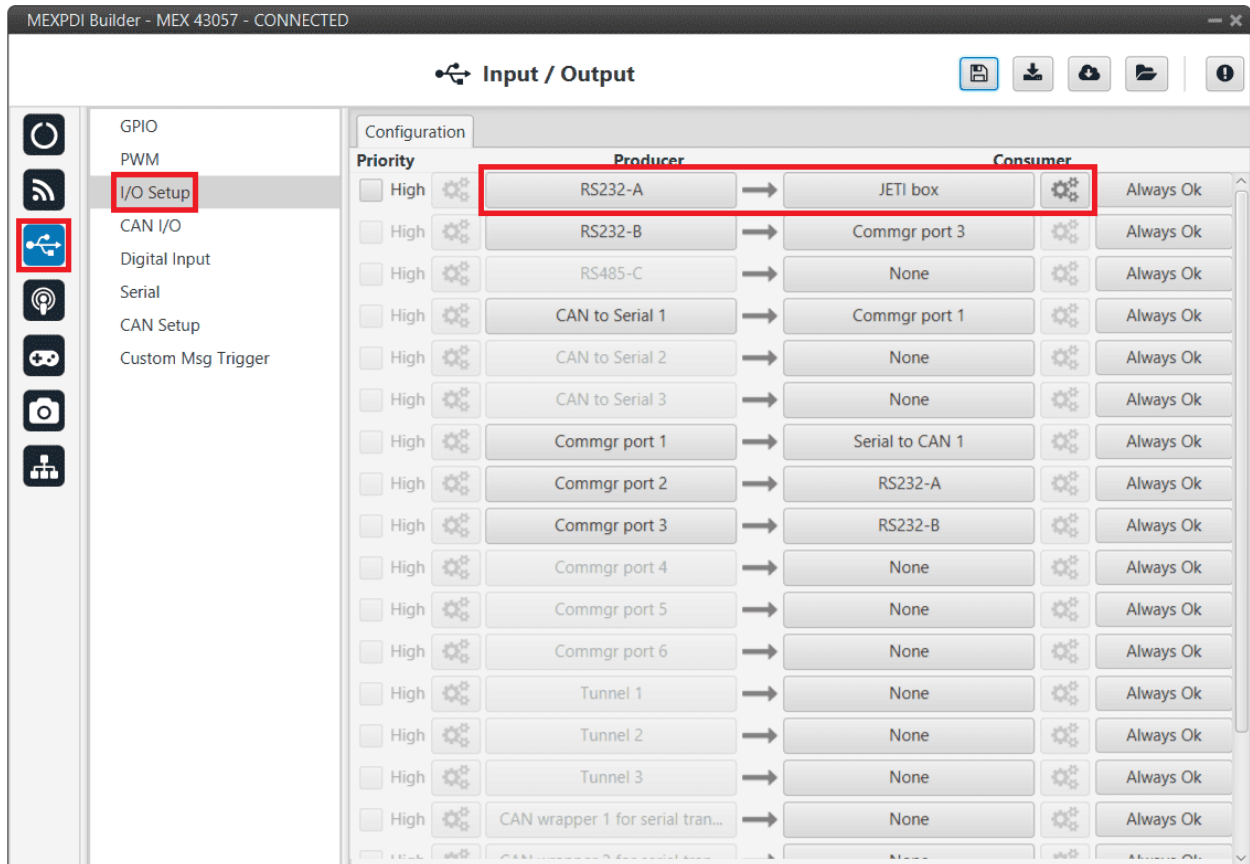 MEXPDI Builder - MEX 43057 - CONNECTED
Input / Output
GPIO
PWM
I/O Setup
CAN I/O
Digital Input
Serial
CAN Setup
Custom Msg Trigger
Configuration
Priority Producer Consumer
High RS232-A JETI box Always Ok
High RS232-B Commgr port 3 Always Ok
High RS485-C None Always Ok
High CAN to Serial 1 Commgr port 1 Always Ok
High CAN to Serial 2 None Always Ok
High CAN to Serial 3 None Always Ok
High Commgr port 1 Serial to CAN 1 Always Ok
High Commgr port 2 RS232-A Always Ok
High Commgr port 3 RS232-B Always Ok
High Commgr port 4 None Always Ok
High Commgr port 5 None Always Ok
High Commgr port 6 None Always Ok
High Tunnel 1 None Always Ok
High Tunnel 2 None Always Ok
High Tunnel 3 None Always Ok
High CAN wrapper 1 for serial tran... None Always Ok